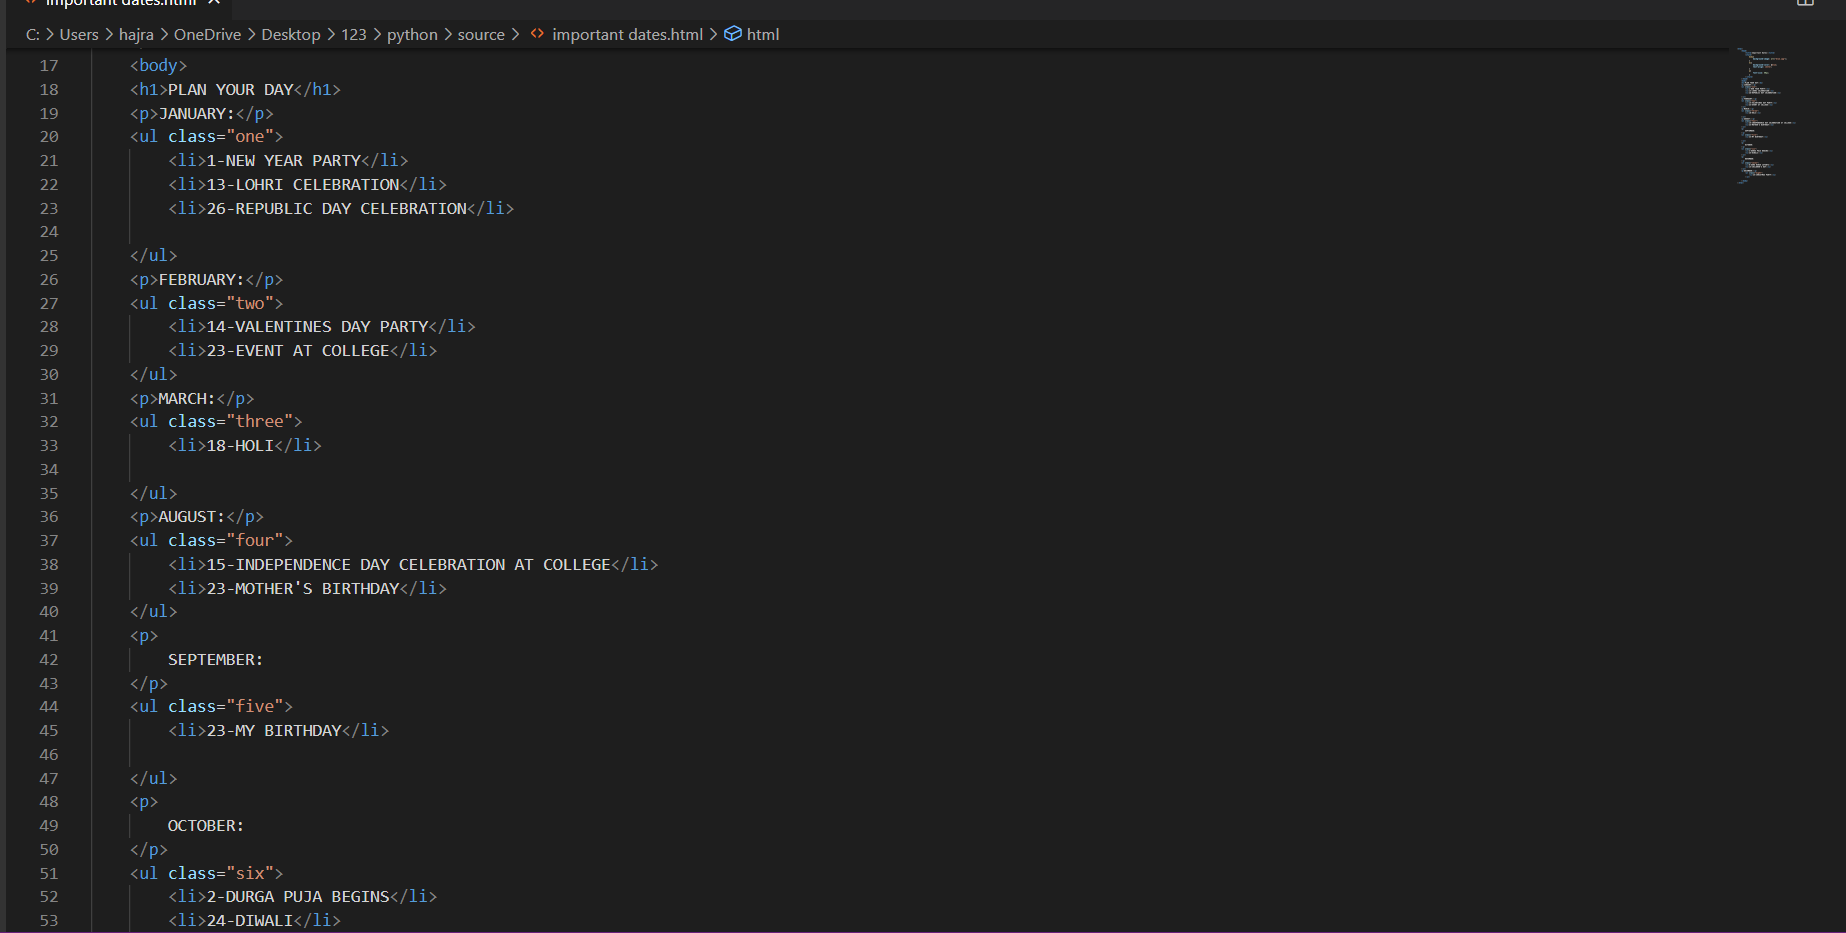 important dates.html
C: > Users > hajra > OneDrive > Desktop > 123 > python > source > <> important dates.html > html
17 <body>
18 <h1>PLAN YOUR DAY</h1>
19 <p>JANUARY:</p>
20 <ul class="one">
21 <li>1-NEW YEAR PARTY</li>
22 <li>13-LOHRI CELEBRATION</li>
23 <li>26-REPUBLIC DAY CELEBRATION</li>
24
25 </ul>
26 <p>FEBRUARY:</p>
27 <ul class="two">
28 <li>14-VALENTINES DAY PARTY</li>
29 <li>23-EVENT AT COLLEGE</li>
30 </ul>
31 <p>MARCH:</p>
32 <ul class="three">
33 <li>18-HOLI</li>
34
35 </ul>
36 <p>AUGUST:</p>
37 <ul class="four">
38 <li>15-INDEPENDENCE DAY CELEBRATION AT COLLEGE</li>
39 <li>23-MOTHER'S BIRTHDAY</li>
40 </ul>
41 <p>
42 SEPTEMBER:
43 </p>
44 <ul class="five">
45 <li>23-MY BIRTHDAY</li>
46
47 </ul>
48 <p>
49 OCTOBER:
50 </p>
51 <ul class="six">
52 <li>2-DURGA PUJA BEGINS</li>
53 <li>24-DIWALI</li>